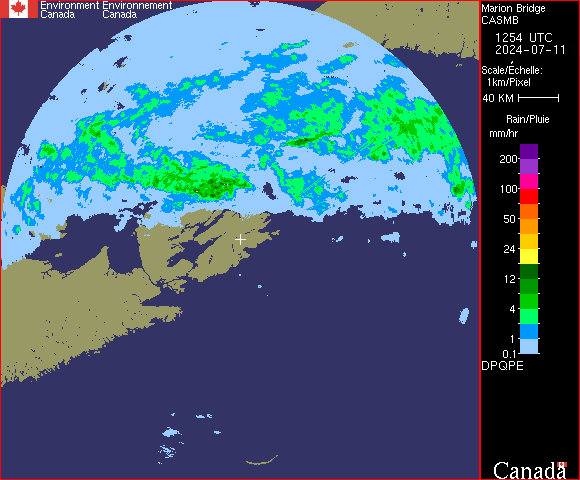 Environment Environnement
Canada Canada
Marion Bridge
CASMB
1254 UTC
2024-07-11
Scale/Échelle:
1km/Pixel
40 KM
Rain/Pluie
mm/hr
200
100
50
24
12
4
1
0.1
DPQPE
Canada